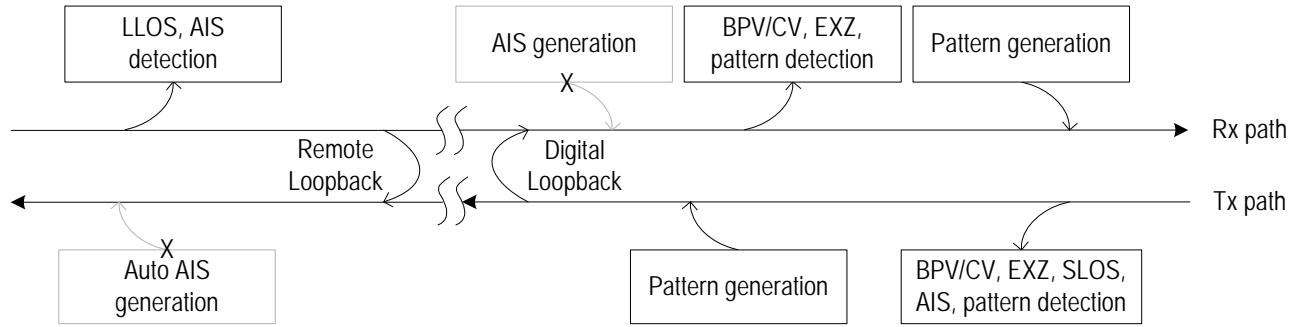 LLOS, AIS
detection
AIS generation
BPV/CV, EXZ,
pattern detection
Pattern generation
X
Rx path
Remote
Loopback
Digital
Loopback
Tx path
X
Auto AIS
generation
Pattern generation
BPV/CV, EXZ, SLOS,
AIS, pattern detection